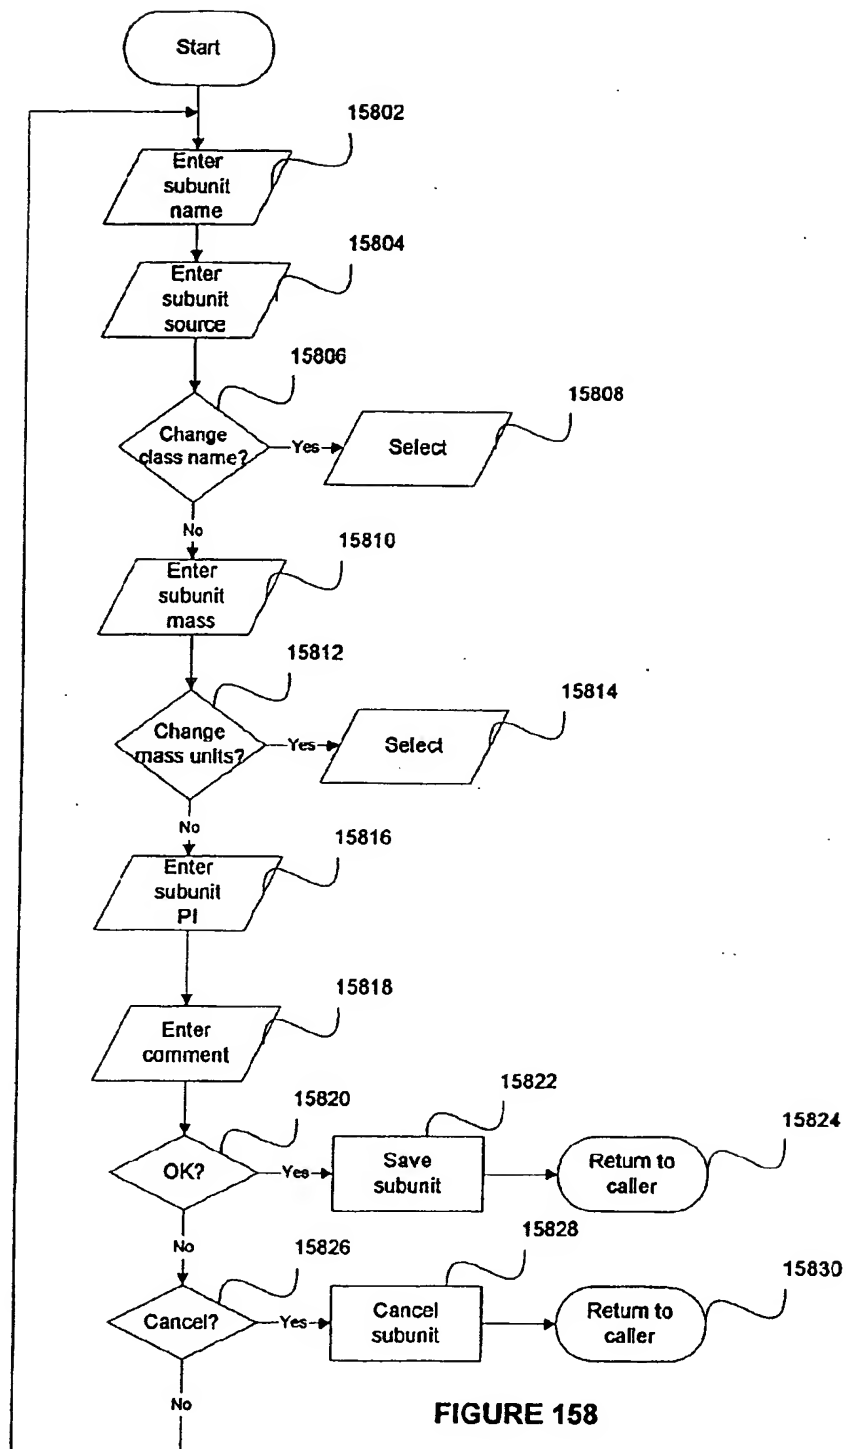 Start
15802
Enter
subunit
name
15804
Enter
subunit
source
15806
Change
class name?
Yes
15808
Select
No
15810
Enter
subunit
mass
15812
Change
mass units?
Yes
15814
Select
No
15816
Enter
subunit
PI
15818
Enter
comment
15820
OK?
Yes
15822
Save
subunit
15824
Return to
caller
No
15826
Cancel?
Yes
15828
Cancel
subunit
15830
Return to
caller
No
FIGURE 158